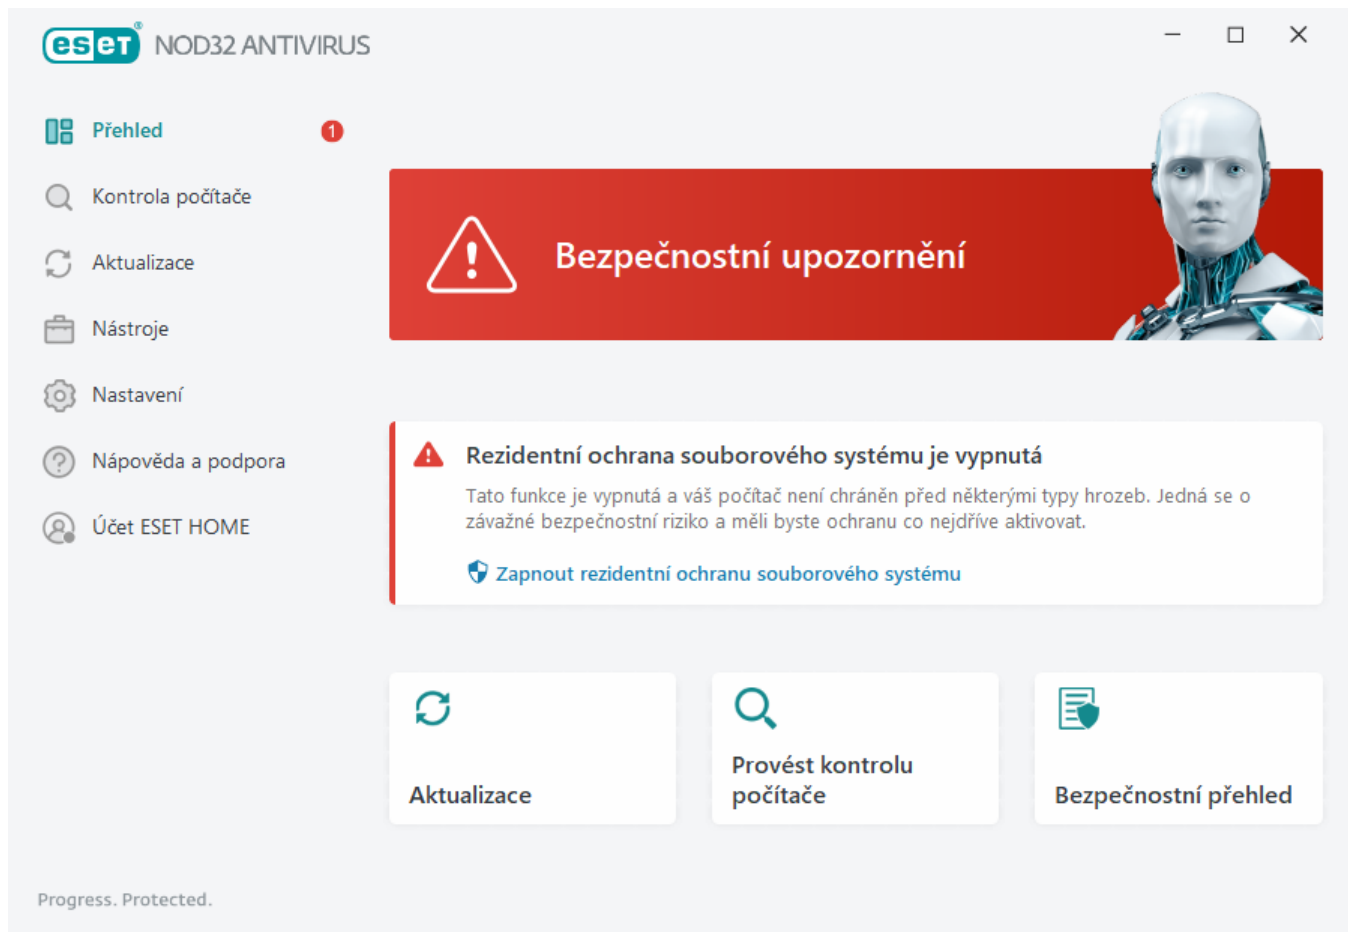 eset® NOD32 ANTIVIRUS
Přehled
1
Kontrola počítače
Aktualizace
Nástroje
Nastavení
Nápověda a podpora
Účet ESET HOME
Bezpečnostní upozornění
Rezidentní ochrana souborového systému je vypnutá
Tato funkce je vypnutá a váš počítač není chráněn před některými typy hrozeb. Jedná se o
závažné bezpečnostní riziko a měli byste ochranu co nejdříve aktivovat.
Zapnout rezidentní ochranu souborového systému
Aktualizace
Provést kontrolu
počítače
Bezpečnostní přehled
Progress. Protected.